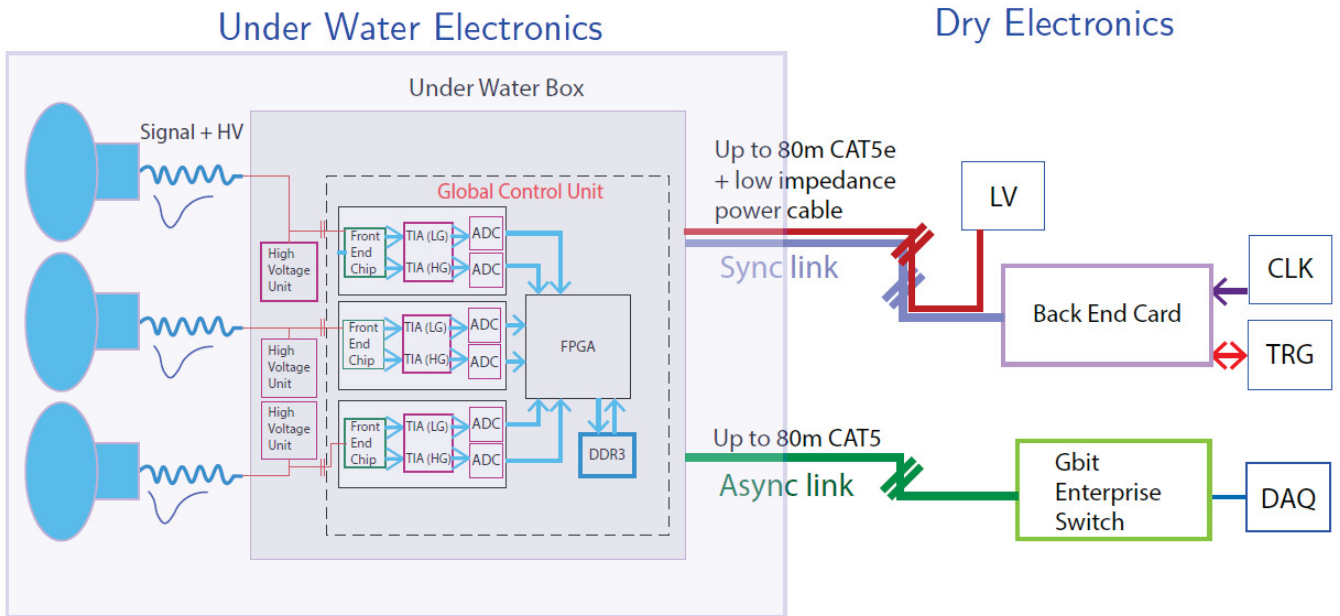 Under Water Electronics
Dry Electronics
Under Water Box
Signal + HV
Global Control Unit
Front
End
Chip
TIA (LG)
TIA (HG)
ADC
ADC
High
Voltage
Unit
Front
End
Chip
TIA (LG)
TIA (HG)
ADC
ADC
High
Voltage
Unit
FPGA
High
Voltage
Unit
Front
End
Chip
TIA (LG)
TIA (HG)
ADC
ADC
DDR3
Up to 80m CAT5e
+ low impedance
power cable
Sync link
LV
Back End Card
CLK
TRG
Up to 80m CAT5
Async link
Gbit
Enterprise
Switch
DAQ